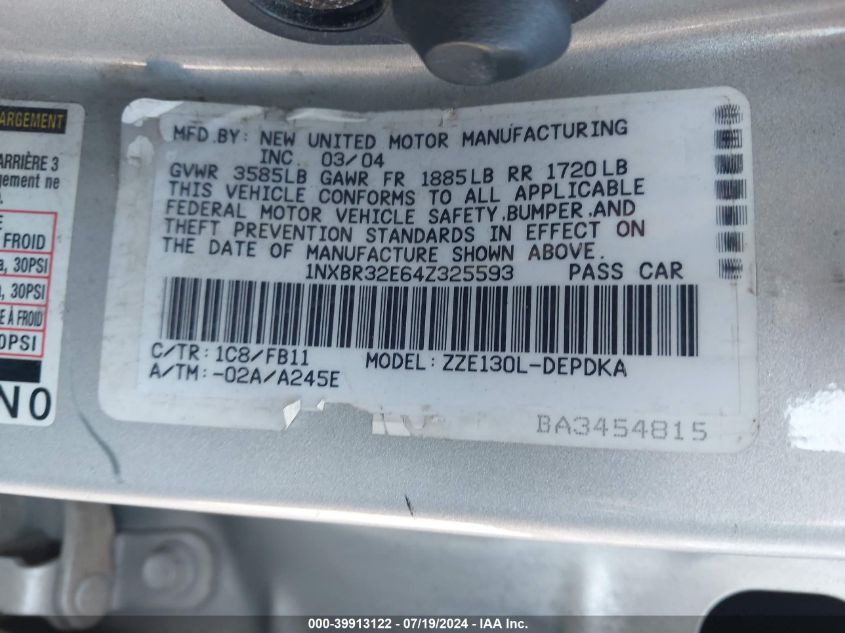 ARGEMENT
ARRIÈRE 3
gement ne
FROID
a, 30PSI
, 30PSI
E À FROID
0PSI
NO
MFD.BY: NEW UNITED MOTOR MANUFACTURING
INC. 03/04
GVWR 3585LB GAWR FR 1885LB RR 1720LB
THIS VEHICLE CONFORMS TO ALL APPLICABLE
FEDERAL MOTOR VEHICLE SAFETY,BUMPER,AND
THEFT PREVENTION STANDARDS IN EFFECT ON
THE DATE OF MANUFACTURE SHOWN ABOVE.
1NXBR32E64Z325593 PASS CAR
C/TR: 1C8/FB11 MODEL: ZZE130L-DEPDKA
A/TM: -02A/A245E
BA3454815
000-39913122 / 07/19/2024 / IAA, Inc.